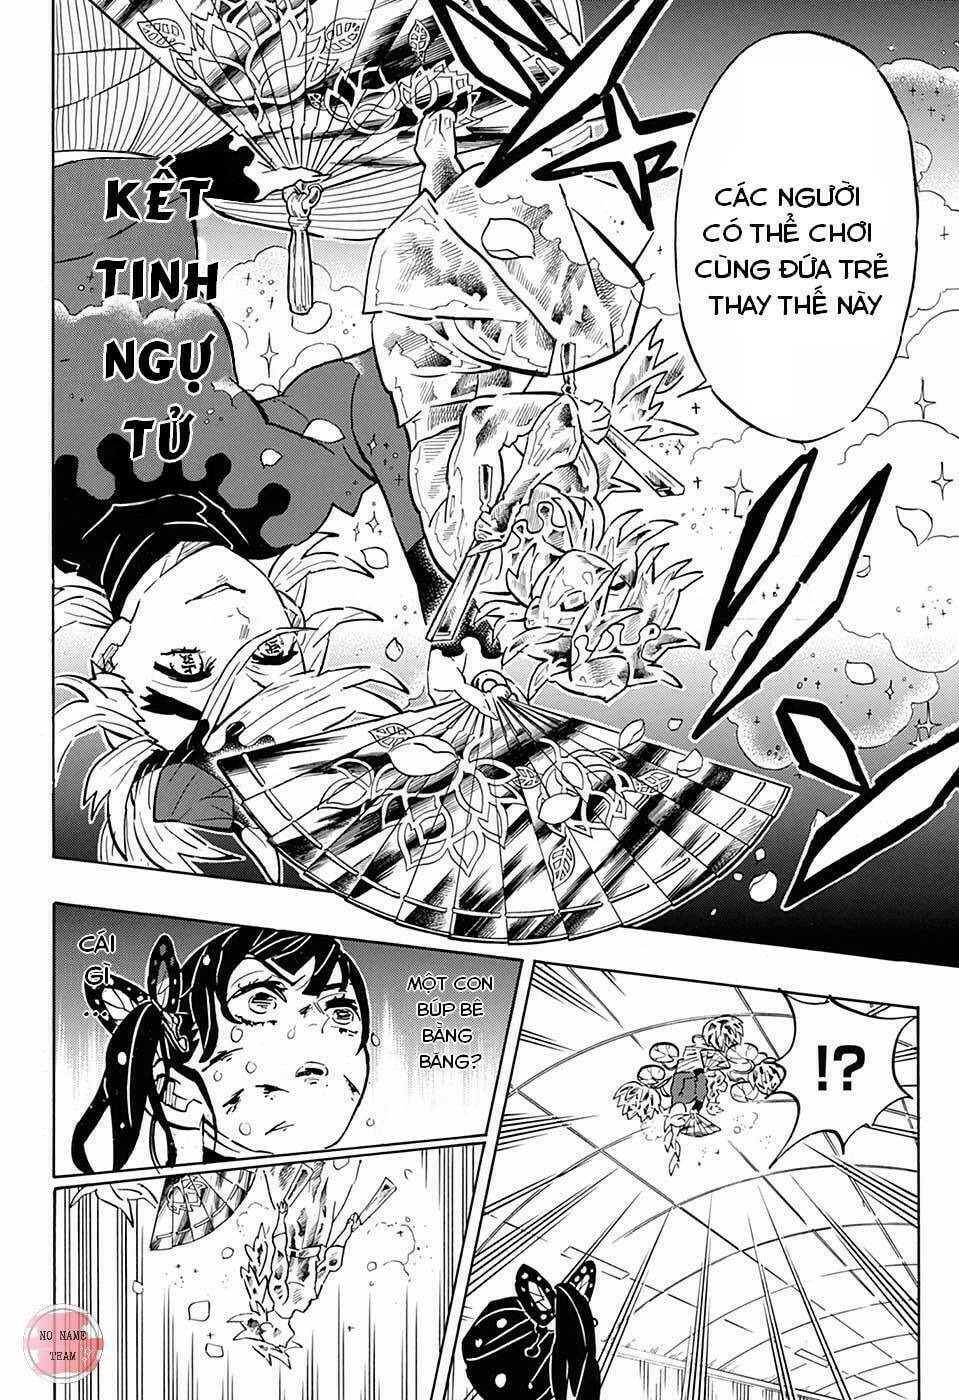 CÁC NGƯỜI
CÓ THỂ CHƠI
CÙNG ĐỨA TRẺ
THAY THẾ NÀY
KẾT
TINH
NGỰ
TỬ
!?
MỘT CON
BÚP BÊ
BẰNG
BĂNG?
CÁI
GÌ
...
NO NAME
TEAM